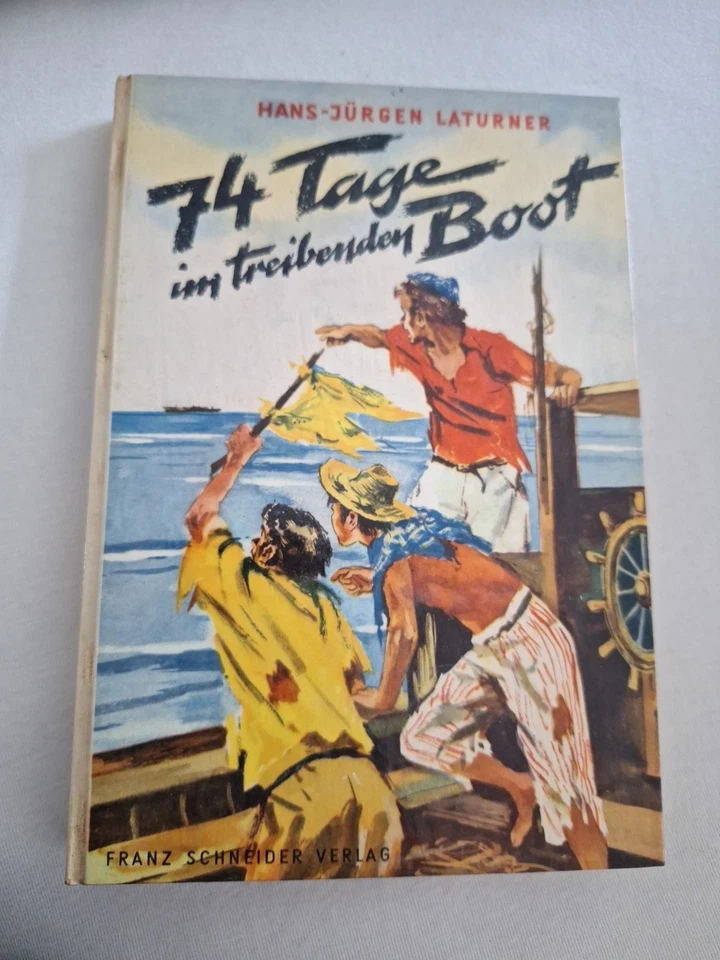 HANS-JÜRGEN LATURNER
74 Tage
im treibenden Boot
FRANZ SCHNEIDER VERLAG